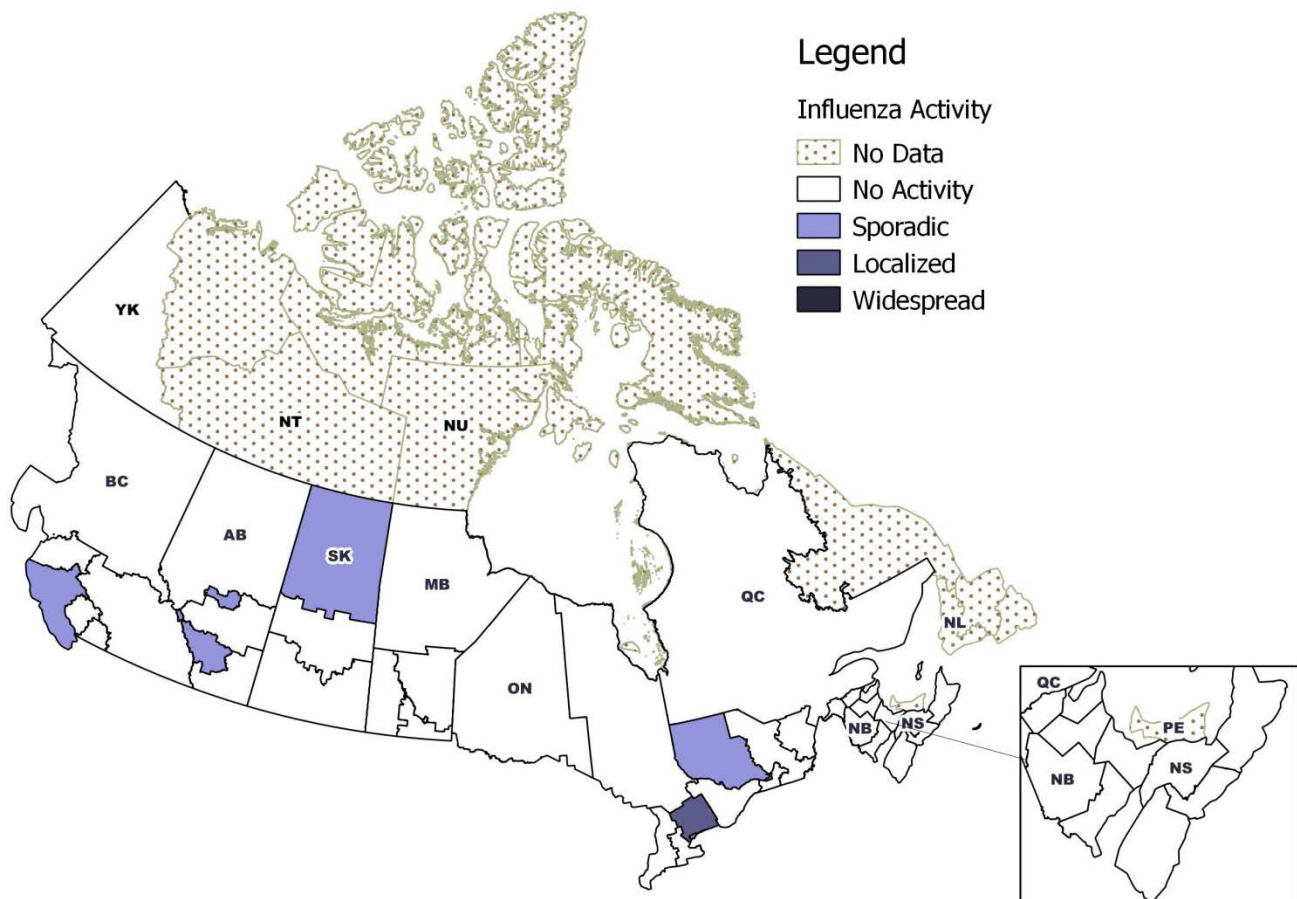 Legend
Influenza Activity
No Data
No Activity
Sporadic
Localized
Widespread
YK
NT
NU
BC
AB
SK
MB
QC
NL
ON
NB
NS
QC
PE
NB
NS